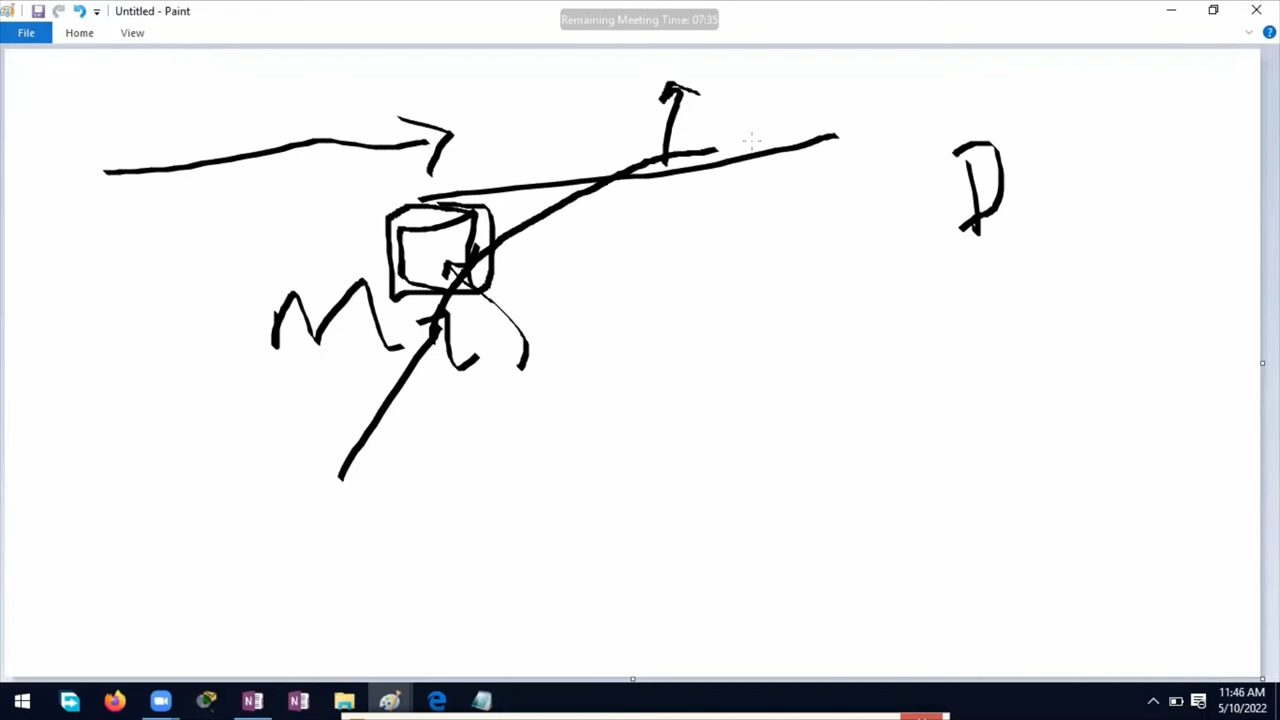 Untitled - Paint
Remaining Meeting Time: 07:35
File Home View
D
M
11:46 AM
5/10/2022